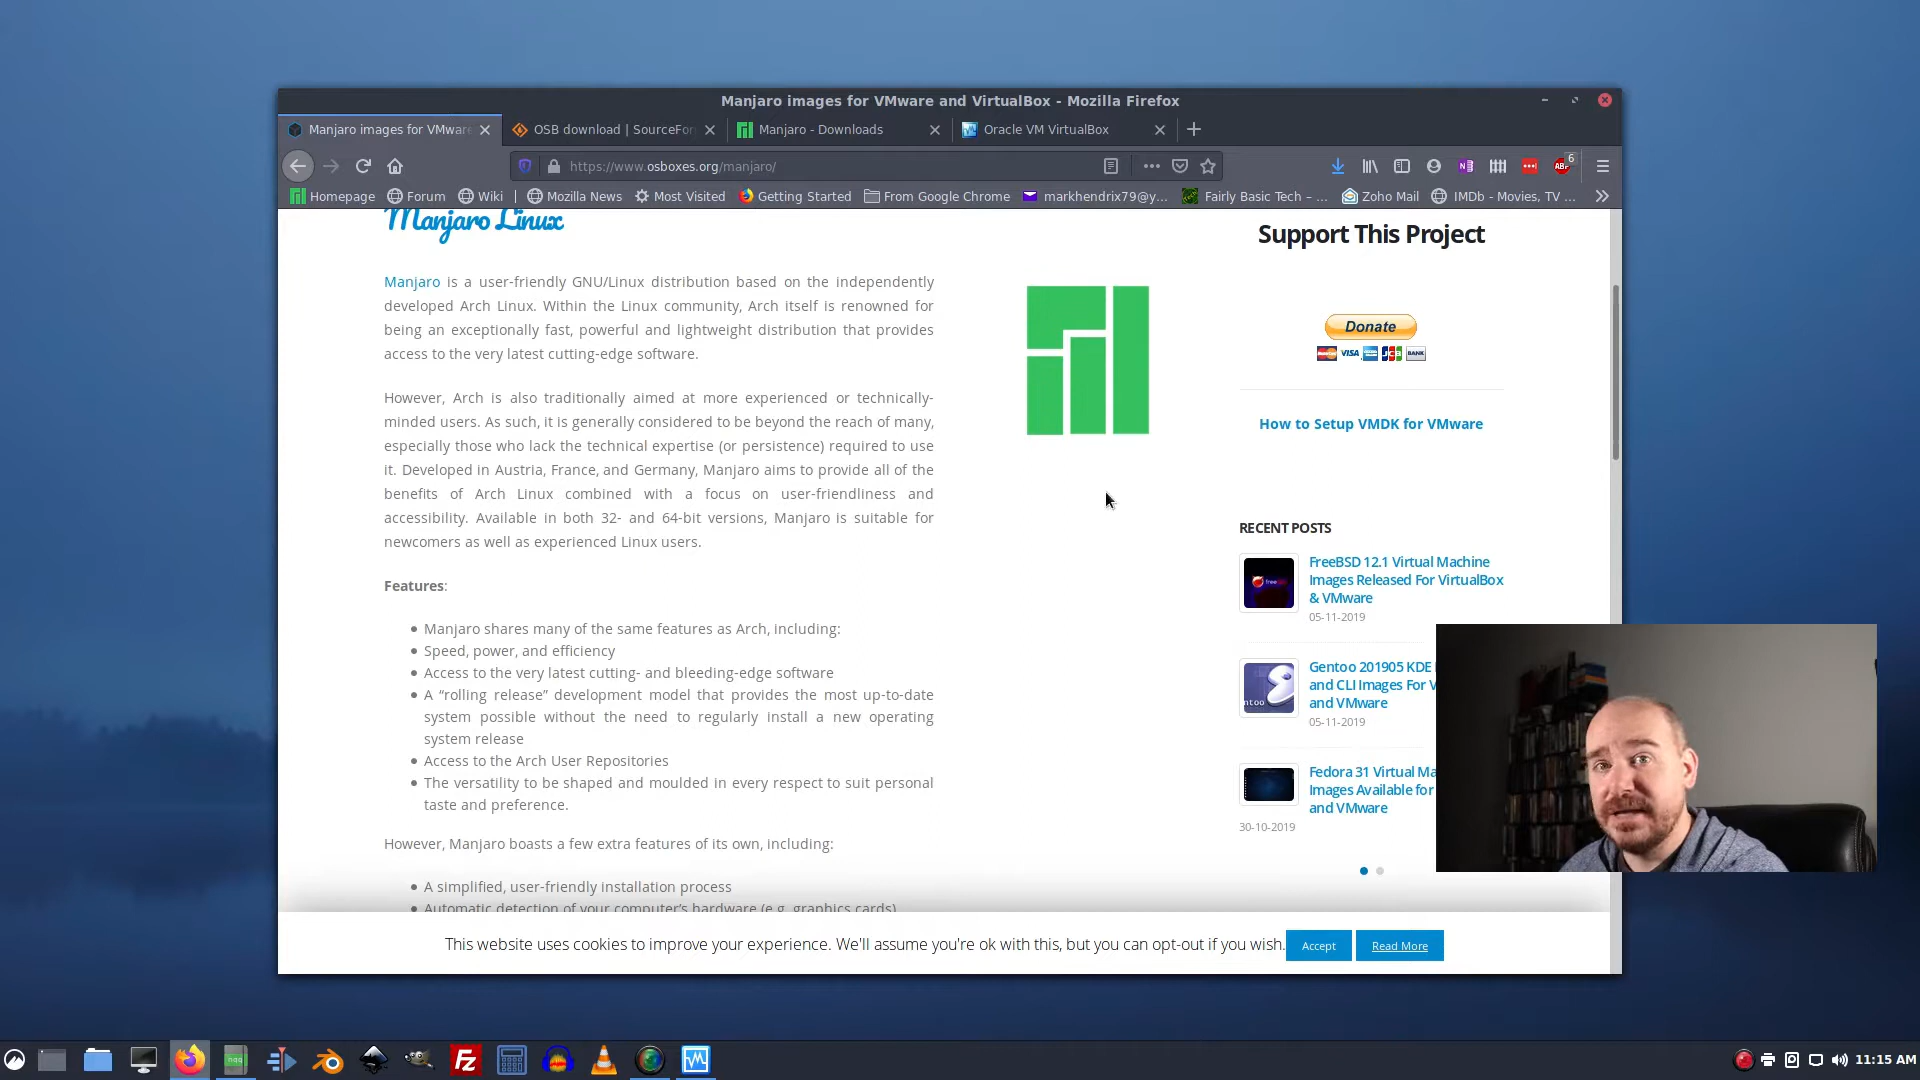 Manjaro images for VMware and VirtualBox - Mozilla Firefox
Manjaro images for VMware
OSB download | SourceFor
Manjaro - Downloads
Oracle VM VirtualBox
https://www.osboxes.org/manjaro/
6
ABP
Homepage
Forum
Wiki
Mozilla News
Most Visited
Getting Started
From Google Chrome
markhendrix79@y...
Fairly Basic Tech – ...
Zoho Mail
IMDb - Movies, TV ...
Manjaro Linux
Manjaro is a user-friendly GNU/Linux distribution based on the independently
developed Arch Linux. Within the Linux community, Arch itself is renowned for
being an exceptionally fast, powerful and lightweight distribution that provides
access to the very latest cutting-edge software.
However, Arch is also traditionally aimed at more experienced or technically-
minded users. As such, it is generally considered to be beyond the reach of many,
especially those who lack the technical expertise (or persistence) required to use
it. Developed in Austria, France, and Germany, Manjaro aims to provide all of the
benefits of Arch Linux combined with a focus on user-friendliness and
accessibility. Available in both 32- and 64-bit versions, Manjaro is suitable for
newcomers as well as experienced Linux users.
Features:
Manjaro shares many of the same features as Arch, including:
Speed, power, and efficiency
Access to the very latest cutting- and bleeding-edge software
A “rolling release” development model that provides the most up-to-date
system possible without the need to regularly install a new operating
system release
Access to the Arch User Repositories
The versatility to be shaped and moulded in every respect to suit personal
taste and preference.
However, Manjaro boasts a few extra features of its own, including:
A simplified, user-friendly installation process
Automatic detection of your computer’s hardware (e.g. graphics cards)
Support This Project
Donate
VISA
JCB
BANK
How to Setup VMDK for VMware
RECENT POSTS
FreeBSD 12.1 Virtual Machine
Images Released For VirtualBox
& VMware
05-11-2019
Gentoo 201905 KDE
and CLI Images For V
and VMware
05-11-2019
Fedora 31 Virtual Ma
Images Available for
and VMware
30-10-2019
This website uses cookies to improve your experience. We'll assume you're ok with this, but you can opt-out if you wish.
Accept
Read More
FZ
11:15 AM